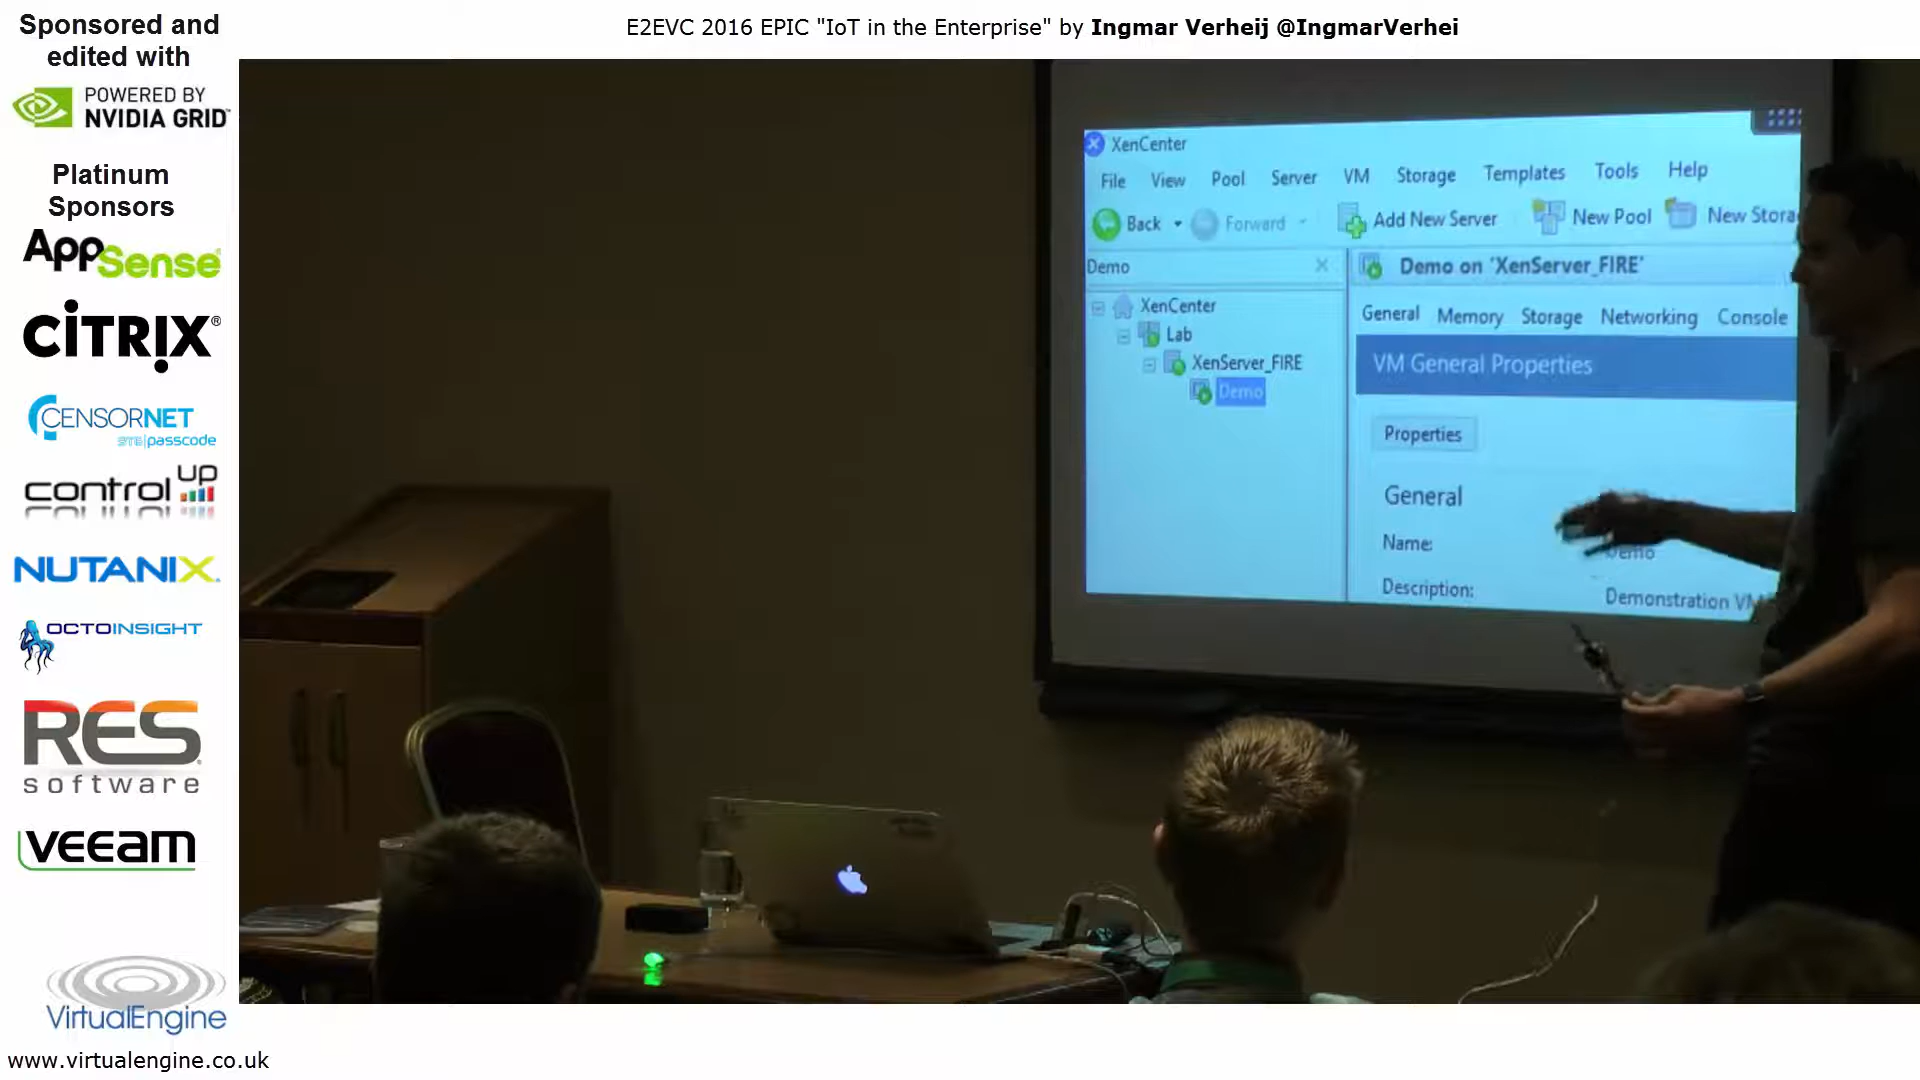 E2EVC 2016 EPIC "IoT in the Enterprise" by Ingmar Verheij @IngmarVerhei
Sponsored and
edited with
POWERED BY
NVIDIA GRID
Platinum
Sponsors
AppSense
CITRIX®
CENSORNET
SMS|passcode
control UP
NUTANIX
OCTOINSIGHT
RES
software
veeam
VirtualEngine
www.virtualengine.co.uk
XenCenter
File View Pool Server VM Storage Templates Tools Help
Back Forward Add New Server New Pool New Stora
Demo
Demo on 'XenServer_FIRE'
XenCenter
Lab
XenServer_FIRE
Demo
General Memory Storage Networking Console
VM General Properties
Properties
General
Name: Demo
Description: Demonstration VM